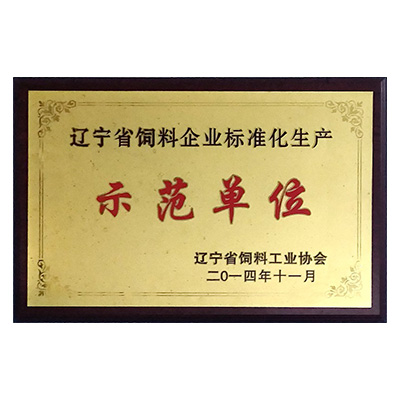 辽宁省饲料企业标准化生产
示范单位
辽宁省饲料工业协会
二〇一四年十一月